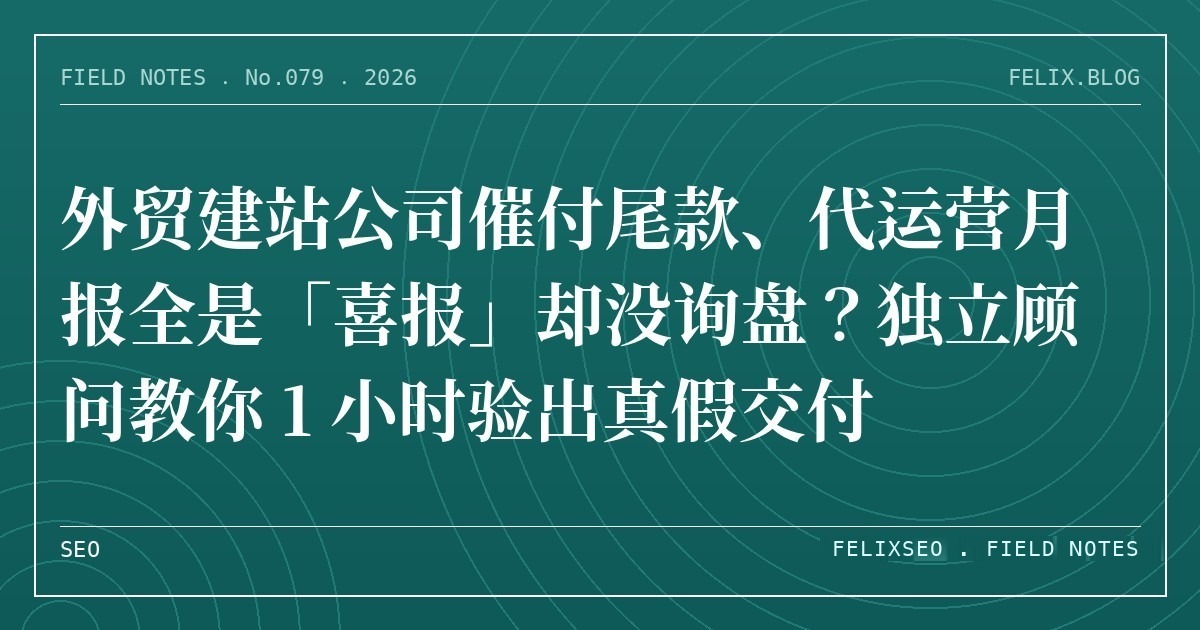 FIELD NOTES . No.079 . 2026
FELIX.BLOG
外贸建站公司催付尾款、代运营月
报全是「喜报」却没询盘？独立顾
问教你 1 小时验出真假交付
SEO
FELIXSEO . FIELD NOTES